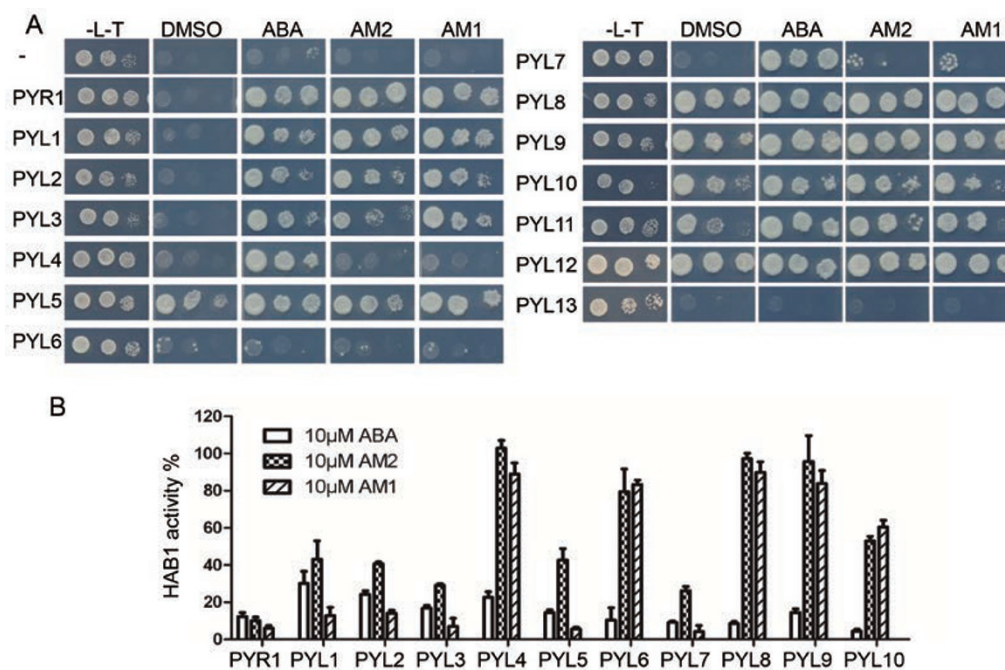 A
-L-T DMSO ABA AM2 AM1
-
PYR1
PYL1
PYL2
PYL3
PYL4
PYL5
PYL6
-L-T DMSO ABA AM2 AM1
PYL7
PYL8
PYL9
PYL10
PYL11
PYL12
PYL13
B
HAB1 activity %
120
100
80
60
40
20
0
10µM ABA
10µM AM2
10µM AM1
PYR1 PYL1 PYL2 PYL3 PYL4 PYL5 PYL6 PYL7 PYL8 PYL9 PYL10